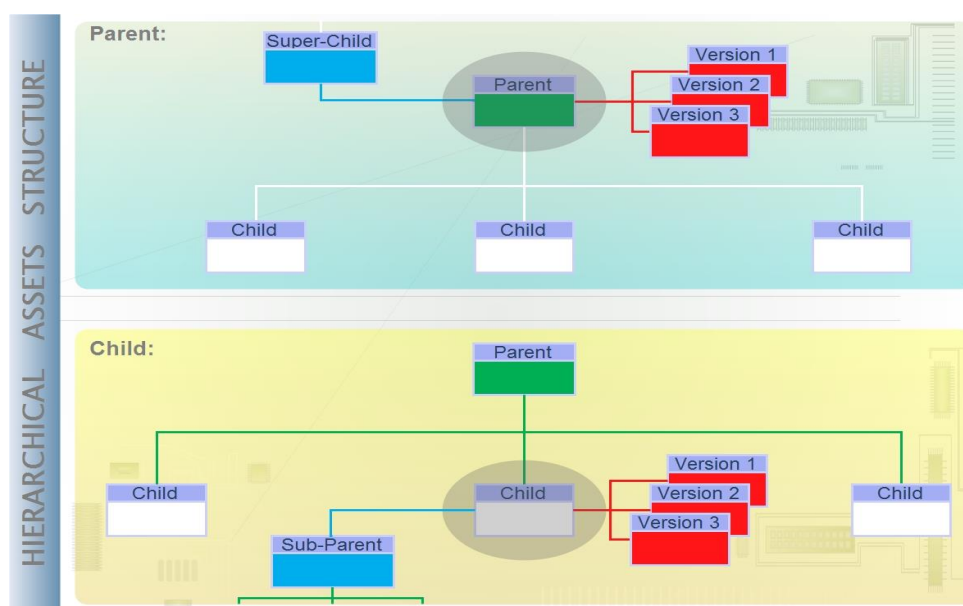 HIERARCHICAL ASSETS STRUCTURE
Parent:
Super-Child
Parent
Version 1
Version 2
Version 3
Child
Child
Child
Child:
Parent
Child
Child
Child
Version 1
Version 2
Version 3
Sub-Parent